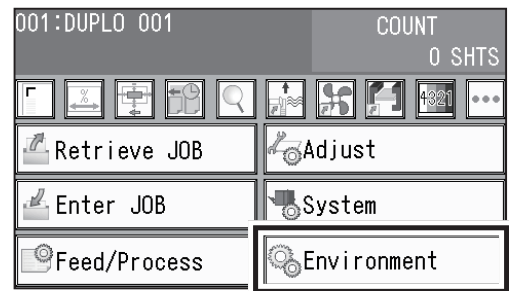 001:DUPLO 001
COUNT
0 SHTS
%
4321
Retrieve JOB
Adjust
Enter JOB
System
Feed/Process
Environment